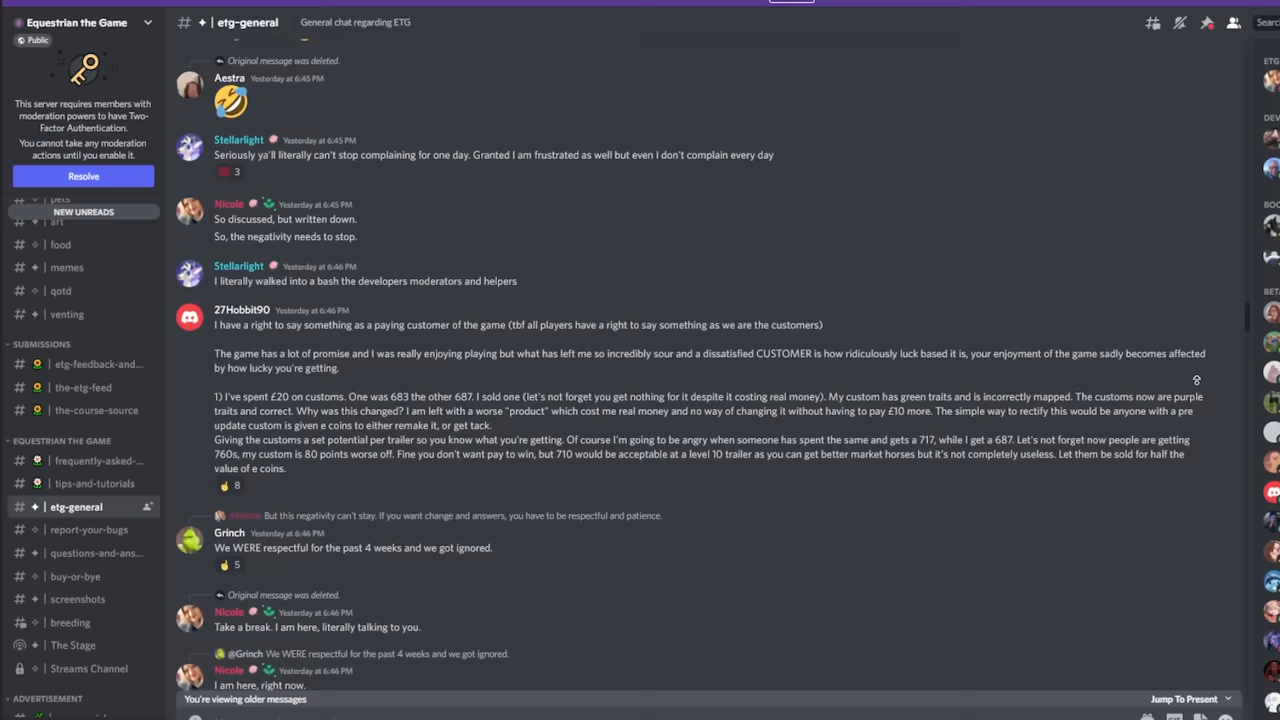 Equestrian the Game
Public
This server requires members with
moderation powers to have Two-
Factor Authentication.
You cannot take any moderation
actions until you enable it.
Resolve
pets
NEW UNREADS
art
food
memes
qotd
venting
SUBMISSIONS
etg-feedback-and...
the-etg-feed
the-course-source
EQUESTRIAN THE GAME
frequently-asked-...
tips-and-tutorials
etg-general
report-your-bugs
questions-and-ans...
buy-or-bye
screenshots
breeding
The Stage
Streams Channel
ADVERTISEMENT
# etg-general General chat regarding ETG
Searc
Original message was deleted.
Aestra Yesterday at 6:45 PM
Stellarlight Yesterday at 6:45 PM
Seriously ya'll literally can't stop complaining for one day. Granted I am frustrated as well but even I don't complain every day
3
Nicole Yesterday at 6:45 PM
So discussed, but written down.
So, the negativity needs to stop.
Stellarlight Yesterday at 6:46 PM
I literally walked into a bash the developers moderators and helpers
27Hobbit90 Yesterday at 6:46 PM
I have a right to say something as a paying customer of the game (tbf all players have a right to say something as we are the customers)
The game has a lot of promise and I was really enjoying playing but what has left me so incredibly sour and a dissatisfied CUSTOMER is how ridiculously luck based it is, your enjoyment of the game sadly becomes affected
by how lucky you're getting.
1) I've spent £20 on customs. One was 683 the other 687. I sold one (let's not forget you get nothing for it despite it costing real money). My custom has green traits and is incorrectly mapped. The customs now are purple
traits and correct. Why was this changed? I am left with a worse "product" which cost me real money and no way of changing it without having to pay £10 more. The simple way to rectify this would be anyone with a pre
update custom is given e coins to either remake it, or get tack.
Giving the customs a set potential per trailer so you know what you're getting. Of course I'm going to be angry when someone has spent the same and gets a 717, while I get a 687. Let's not forget now people are getting
760s, my custom is 80 points worse off. Fine you don't want pay to win, but 710 would be acceptable at a level 10 trailer as you can get better market horses but it's not completely useless. Let them be sold for half the
value of e coins.
8
@Nicole But this negativity can't stay. If you want change and answers, you have to be respectful and patience.
Grinch Yesterday at 6:46 PM
We WERE respectful for the past 4 weeks and we got ignored.
5
Original message was deleted.
Nicole Yesterday at 6:46 PM
Take a break. I am here, literally talking to you.
@Grinch We WERE respectful for the past 4 weeks and we got ignored.
Nicole Yesterday at 6:46 PM
I am here, right now.
You're viewing older messages
Jump To Present
ETG
DEV
BOO
BETA